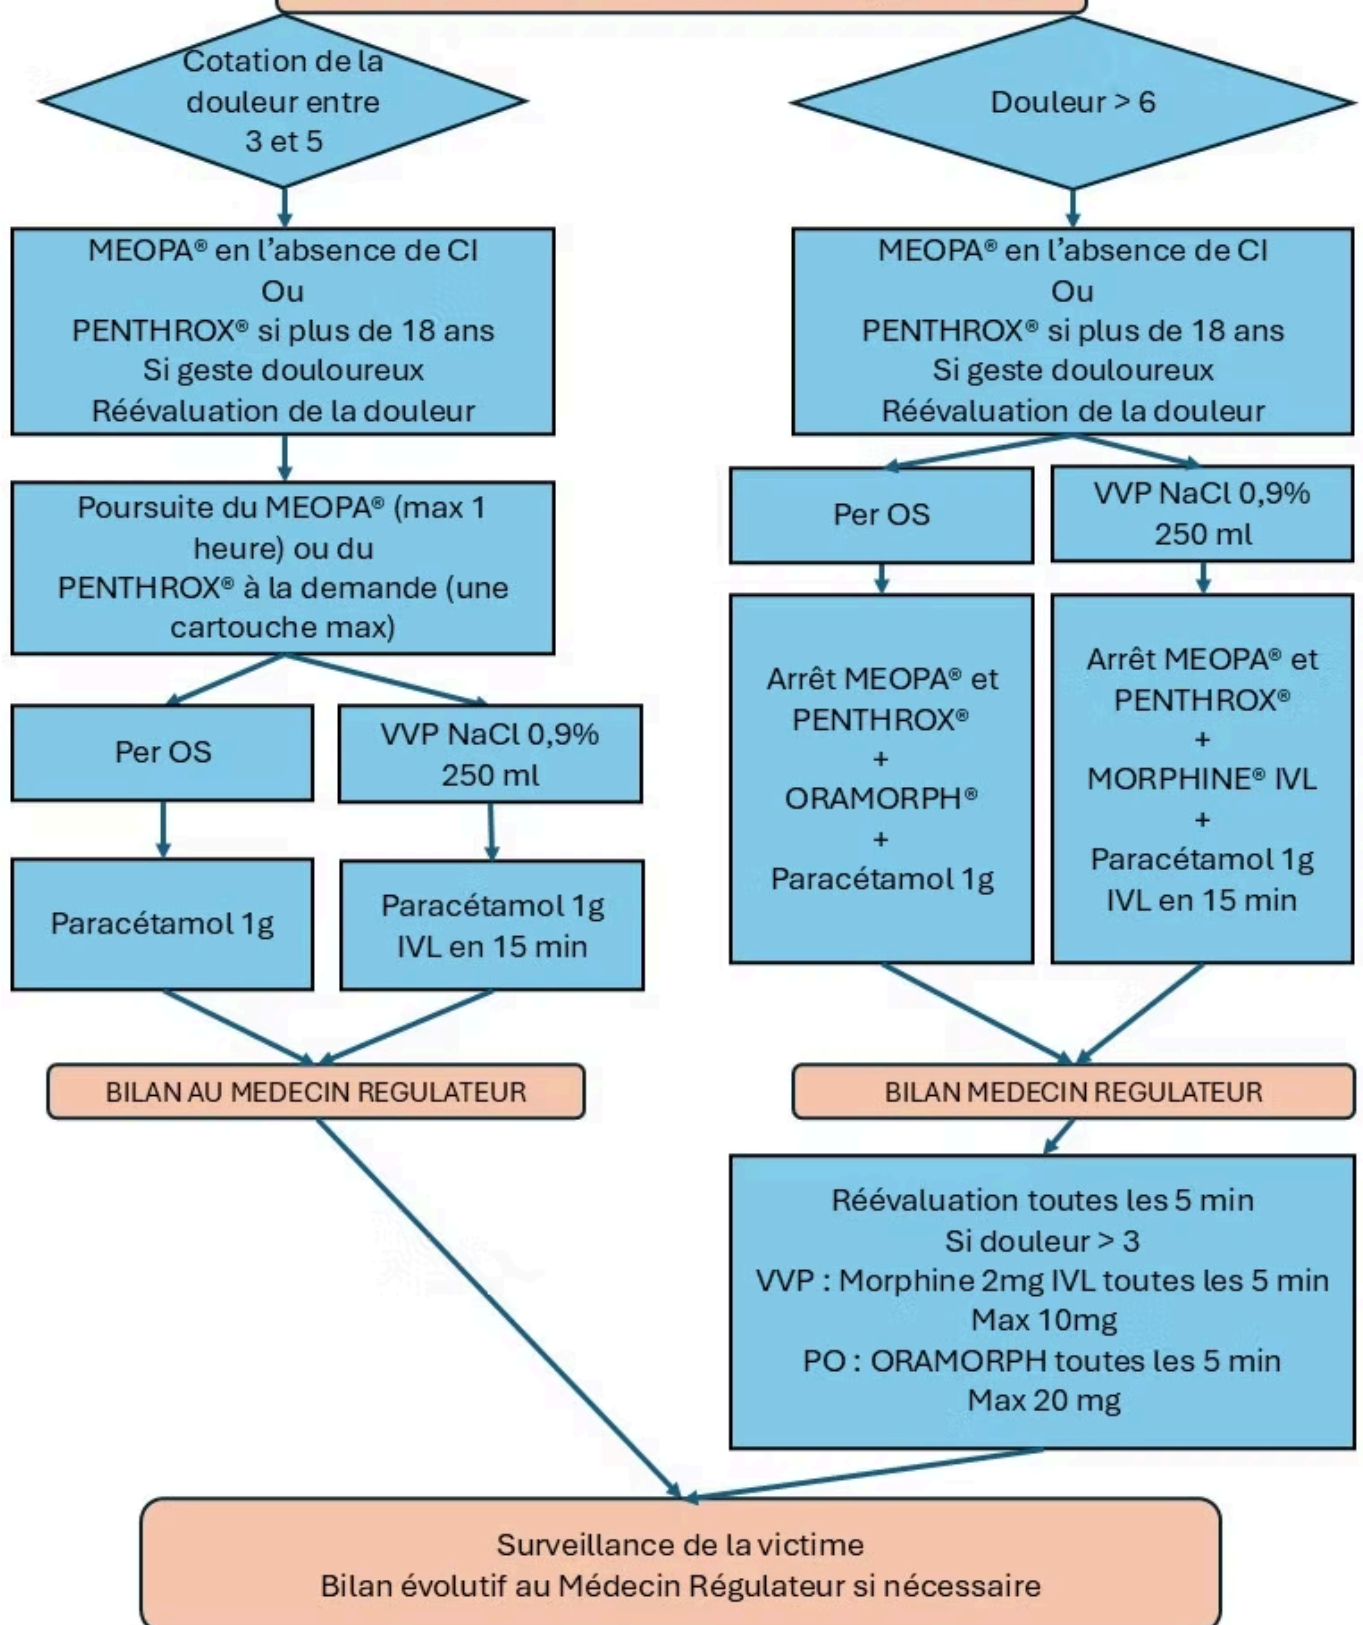 Cotation de la
douleur entre
3 et 5
Douleur > 6
MEOPA® en l'absence de CI
Ou
PENTHROX® si plus de 18 ans
Si geste douloureux
Réévaluation de la douleur
MEOPA® en l'absence de CI
Ou
PENTHROX® si plus de 18 ans
Si geste douloureux
Réévaluation de la douleur
Poursuite du MEOPA® (max 1
heure) ou du
PENTHROX® à la demande (une
cartouche max)
Per OS
VVP NaCl 0,9%
250 ml
Per OS
VVP NaCl 0,9%
250 ml
Paracétamol 1g
Paracétamol 1g
IVL en 15 min
Arrêt MEOPA® et
PENTHROX®
+
ORAMORPH®
+
Paracétamol 1g
Arrêt MEOPA® et
PENTHROX®
+
MORPHINE® IVL
+
Paracétamol 1g
IVL en 15 min
BILAN AU MEDECIN REGULATEUR
BILAN MEDECIN REGULATEUR
Réévaluation toutes les 5 min
Si douleur > 3
VVP : Morphine 2mg IVL toutes les 5 min
Max 10mg
PO : ORAMORPH toutes les 5 min
Max 20 mg
Surveillance de la victime
Bilan évolutif au Médecin Régulateur si nécessaire